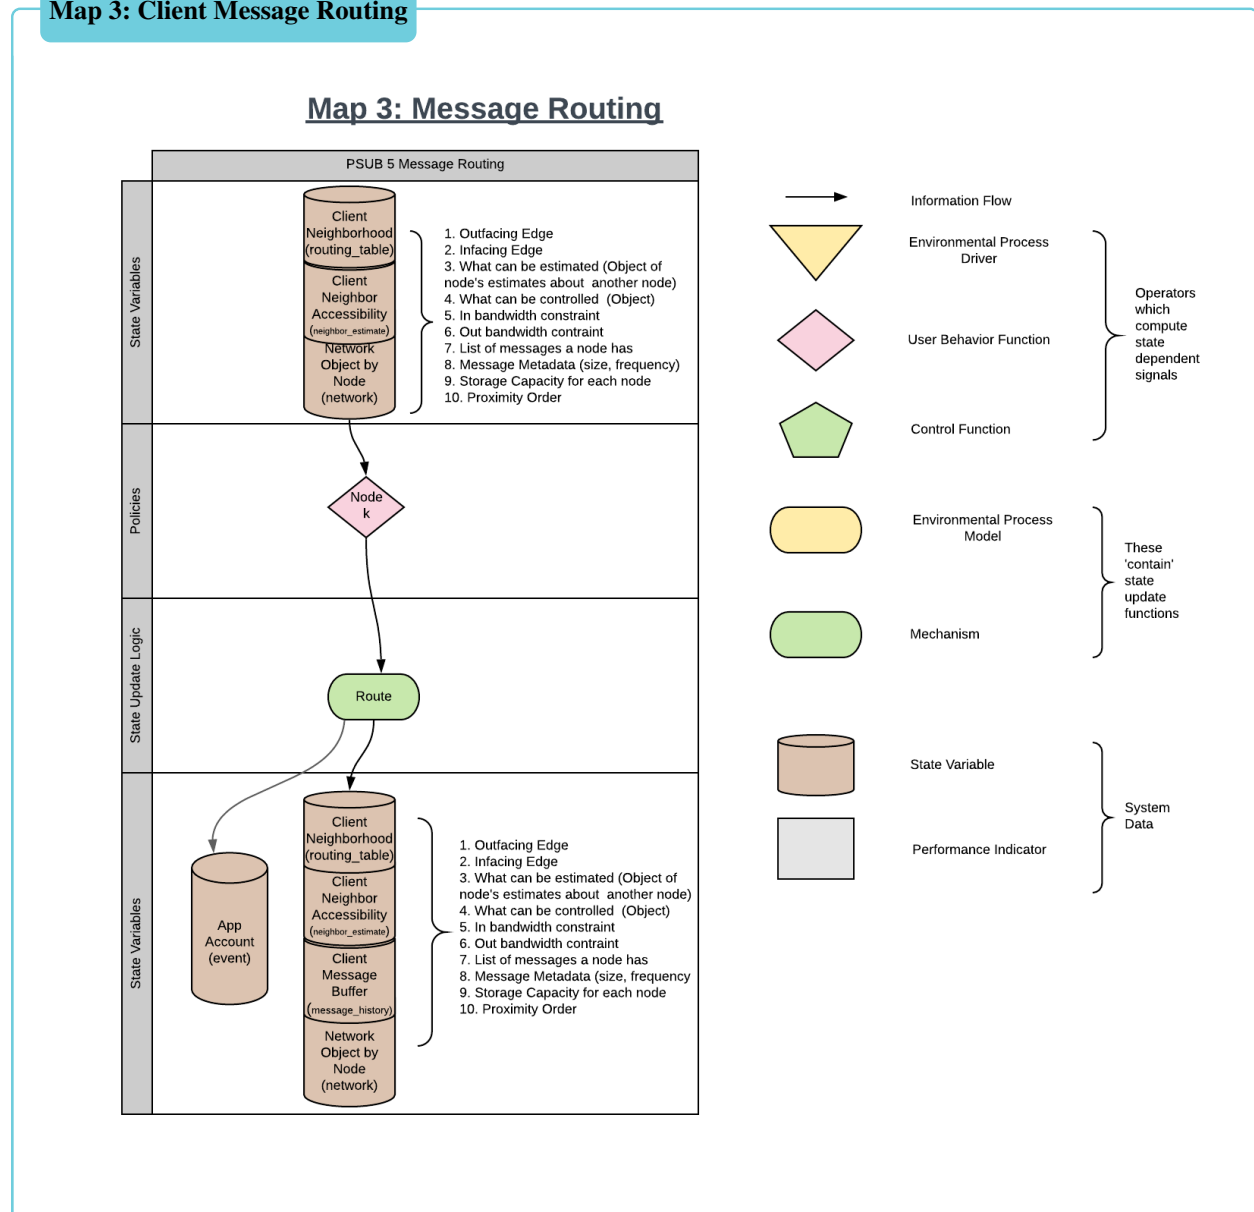 Map 3: Client Message Routing
Map 3: Message Routing
PSUB 5 Message Routing
State Variables
Client
Neighborhood
(routing_table)
Client
Neighbor
Accessibility
(neighbor_estimate)
Network
Object by
Node
(network)
1. Outfacing Edge
2. Infacing Edge
3. What can be estimated (Object of
node's estimates about another node)
4. What can be controlled (Object)
5. In bandwidth constraint
6. Out bandwidth contraint
7. List of messages a node has
8. Message Metadata (size, frequency)
9. Storage Capacity for each node
10. Proximity Order
Policies
Node
k
State Update Logic
Route
State Variables
App
Account
(event)
Client
Neighborhood
(routing_table)
Client
Neighbor
Accessibility
(neighbor_estimate)
Client
Message
Buffer
(message_history)
Network
Object by
Node
(network)
1. Outfacing Edge
2. Infacing Edge
3. What can be estimated (Object of
node's estimates about another node)
4. What can be controlled (Object)
5. In bandwidth constraint
6. Out bandwidth contraint
7. List of messages a node has
8. Message Metadata (size, frequency
9. Storage Capacity for each node
10. Proximity Order
Information Flow
Environmental Process
Driver
User Behavior Function
Control Function
Operators
which
compute
state
dependent
signals
Environmental Process
Model
Mechanism
These
'contain'
state
update
functions
State Variable
Performance Indicator
System
Data